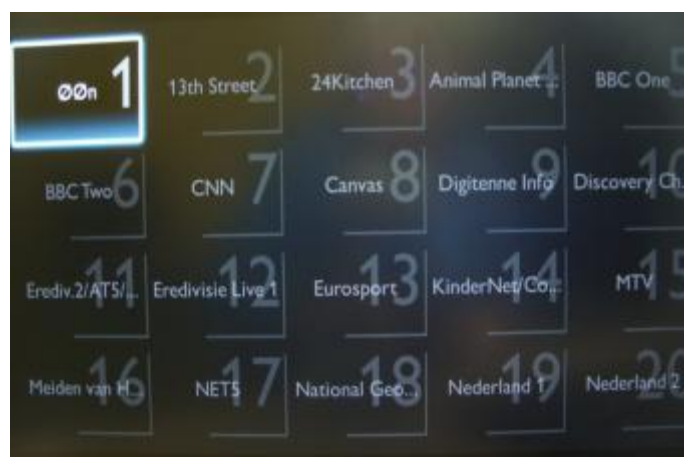 ØØn 1
13th Street 2
24Kitchen 3
Animal Planet ... 4
BBC One 5
BBC Two 6
CNN 7
Canvas 8
Digitenne Info 9
Discovery Ch. 10
Erediv.2/AT5/... 11
Eredivisie Live 1 12
Eurosport 13
KinderNet/Co... 14
MTV 15
Meiden van H... 16
NET5 17
National Geo... 18
Nederland 1 19
Nederland 2 20